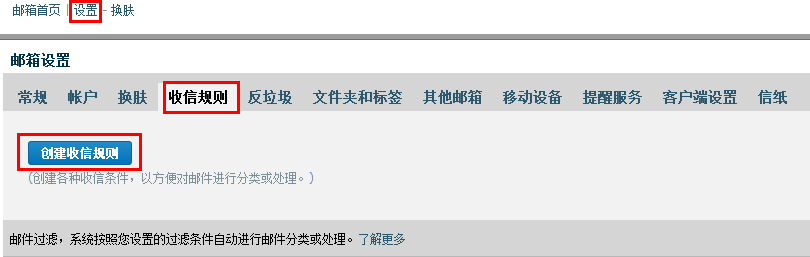 邮箱首页 | 设置 - 换肤
邮箱设置
常规 帐户 换肤 收信规则 反垃圾 文件夹和标签 其他邮箱 移动设备 提醒服务 客户端设置 信纸
创建收信规则
（创建各种收信条件，以方便对邮件进行分类或处理。）
邮件过滤，系统按照您设置的过滤条件自动进行邮件分类或处理。了解更多